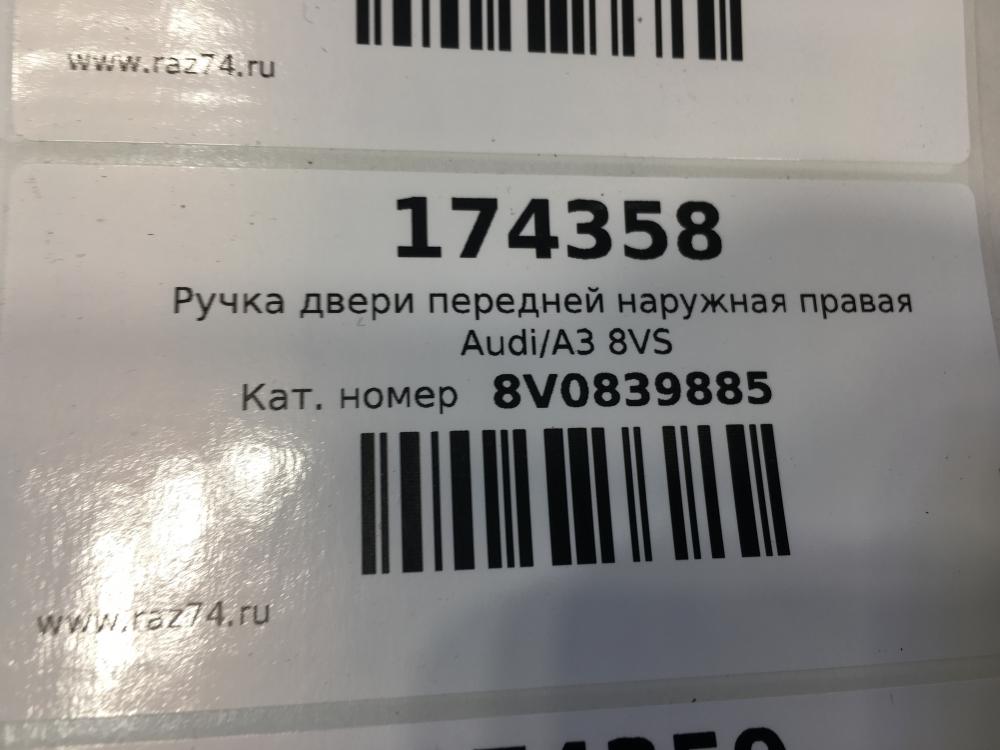 www.raz74.ru
174358
Ручка двери передней наружная правая
Audi/A3 8VS
Кат. номер 8V0839885
www.raz74.ru